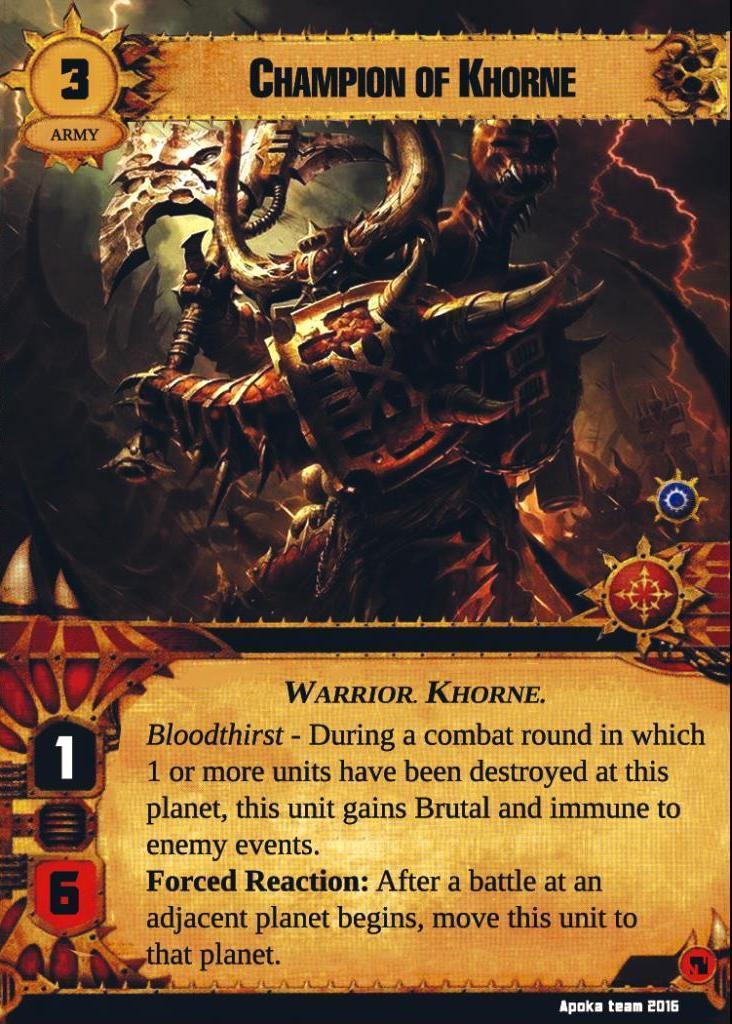 3
ARMY
CHAMPION OF KHORNE
WARRIOR. KHORNE.
1
6
Bloodthirst - During a combat round in which
1 or more units have been destroyed at this
planet, this unit gains Brutal and immune to
enemy events.
Forced Reaction: After a battle at an
adjacent planet begins, move this unit to
that planet.
Apoka team 2016